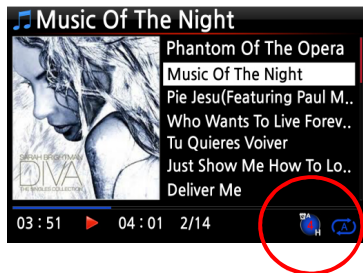 Music Of The Night
Phantom Of The Opera
Music Of The Night
Pie Jesu(Featuring Paul M..
Who Wants To Live Forev..
Tu Quieres Voiver
Just Show Me How To Lo..
Deliver Me
SARAH BRIGHTMAN
DIVA
THE SINGLES COLLECTION
03:51 04:01 2/14
A
H
A